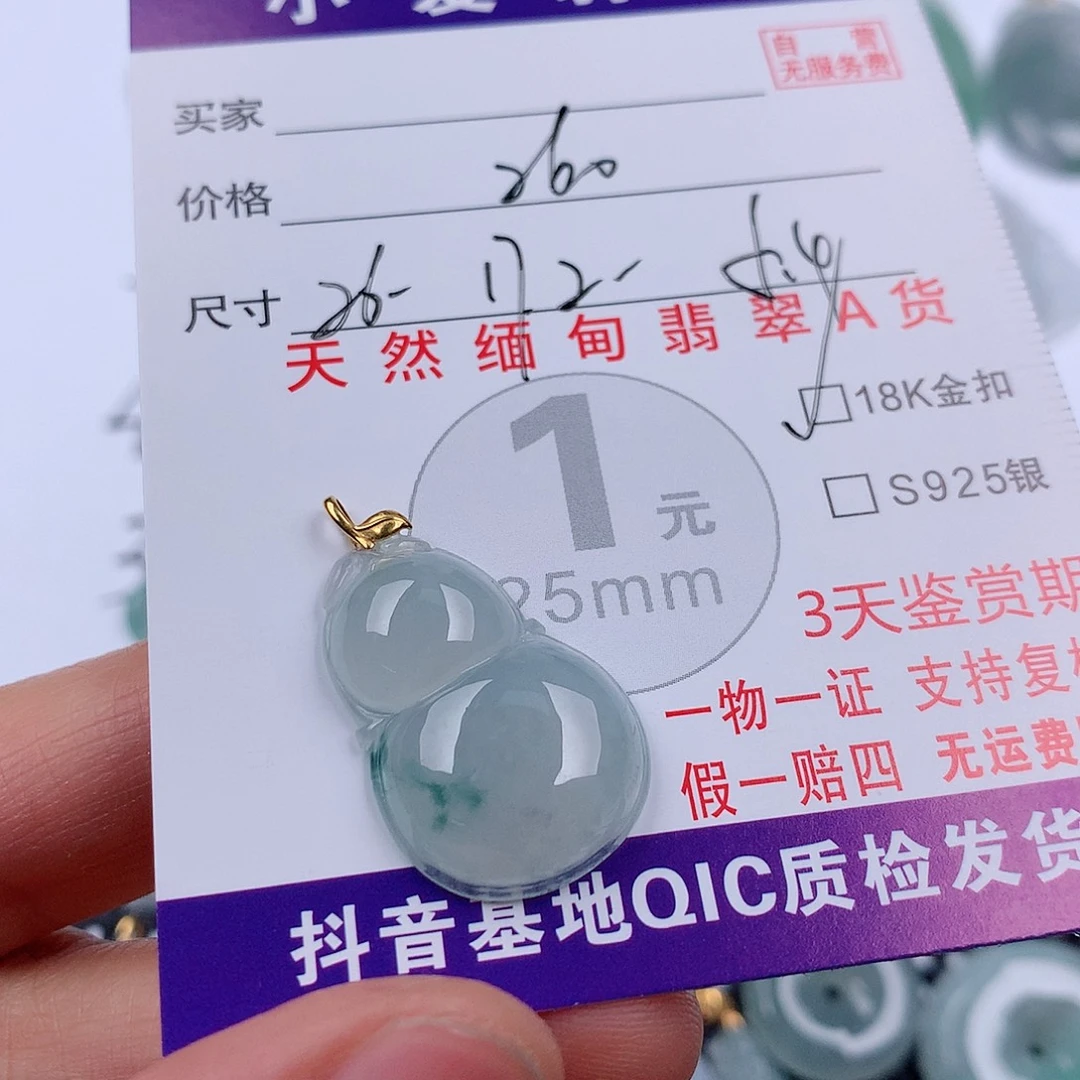 自营
无服务费
买家
价格 260
尺寸 26- 17.2- 5.4
天然缅甸翡翠A货
18K金扣
1元
25mm
S925银
3天鉴赏期
一物一证 支持复
假一赔四 无运费
抖音基地QIC质检发货